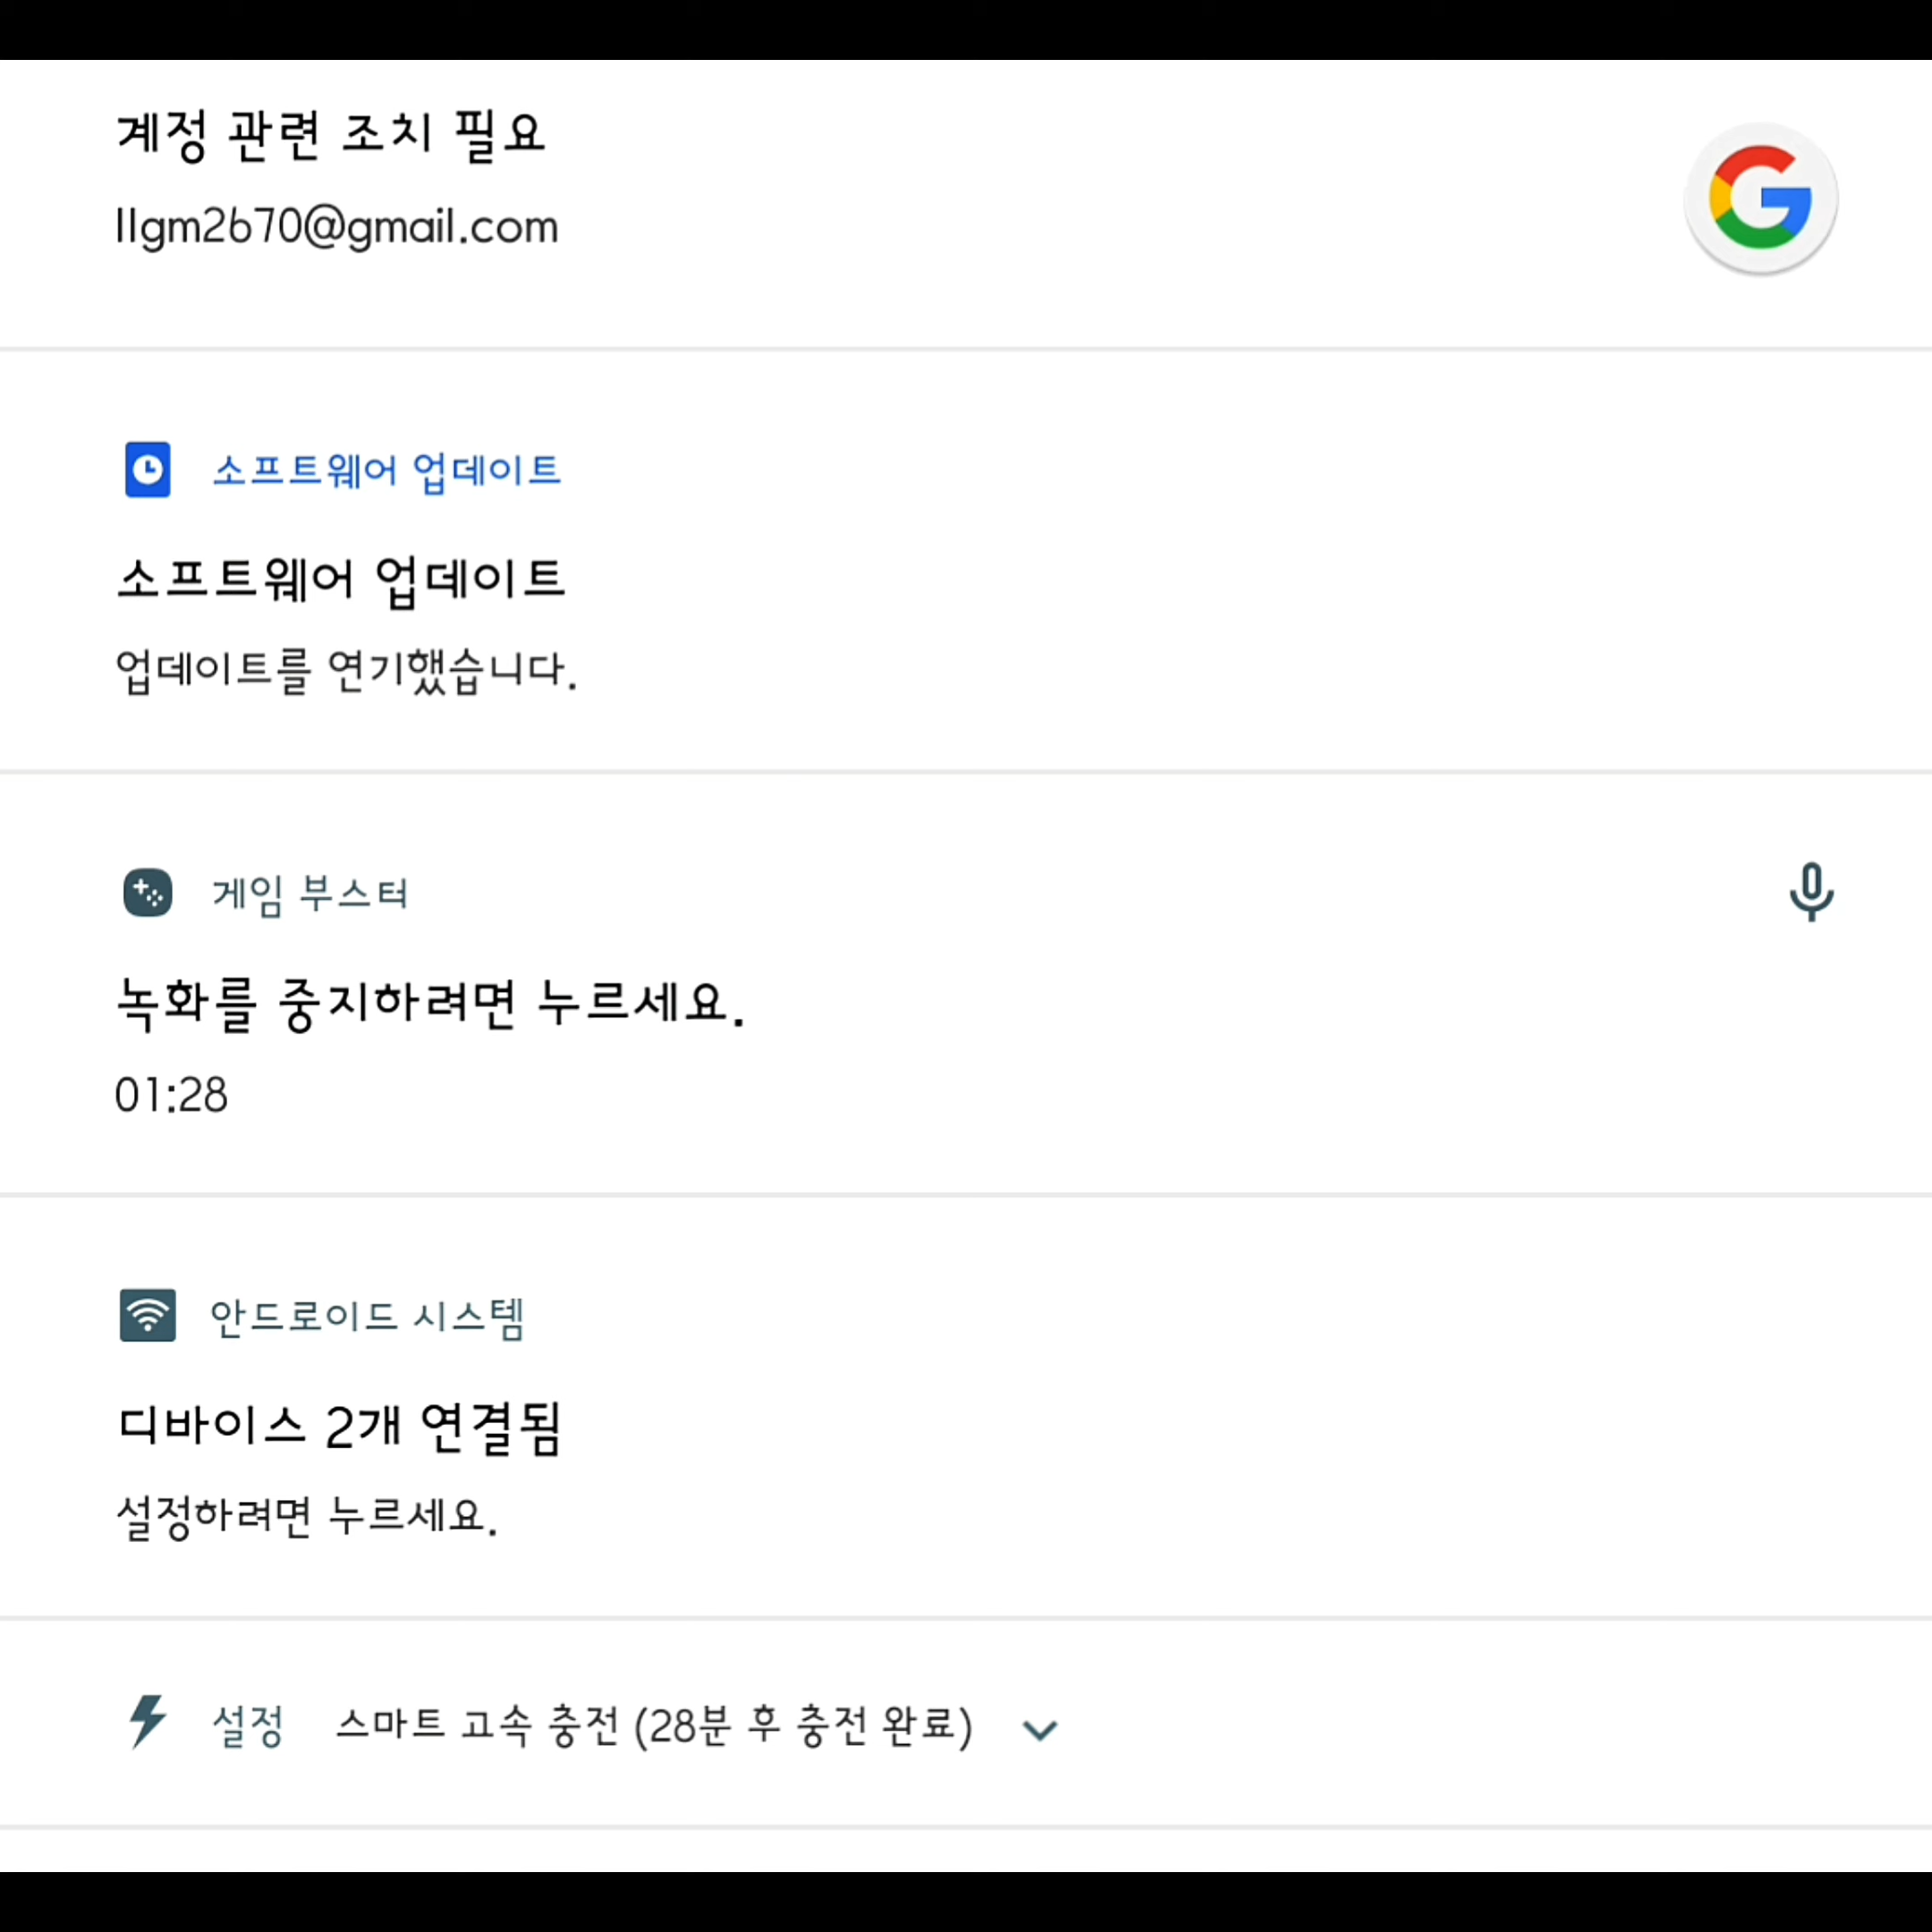 계정 관련 조치 필요
llgm2b70@gmail.com
소프트웨어 업데이트
소프트웨어 업데이트
업데이트를 연기했습니다.
게임 부스터
녹화를 중지하려면 누르세요.
01:28
안드로이드 시스템
디바이스 2개 연결됨
설정하려면 누르세요.
설정 스마트 고속 충전 (28분 후 충전 완료)